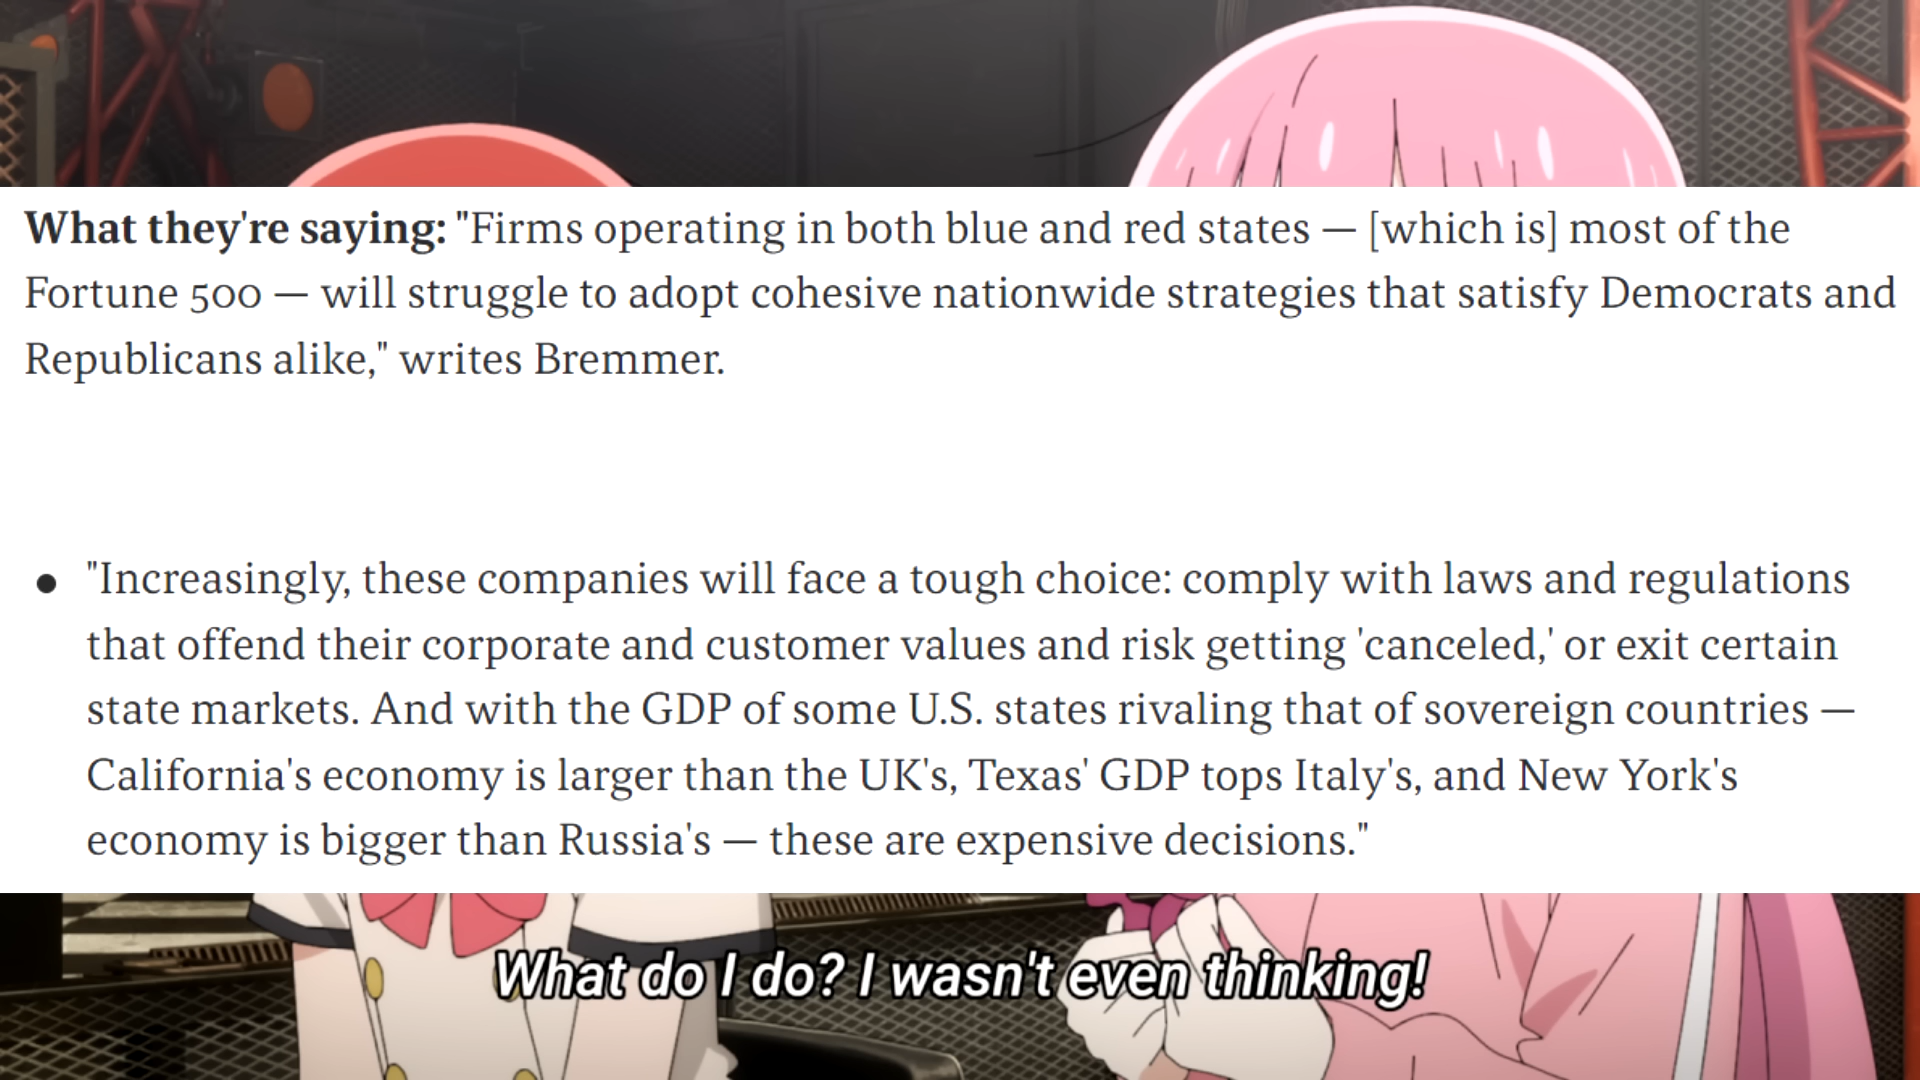 What they're saying: "Firms operating in both blue and red states — [which is] most of the
Fortune 500 — will struggle to adopt cohesive nationwide strategies that satisfy Democrats and
Republicans alike," writes Bremmer.
● "Increasingly, these companies will face a tough choice: comply with laws and regulations
that offend their corporate and customer values and risk getting 'canceled,' or exit certain
state markets. And with the GDP of some U.S. states rivaling that of sovereign countries —
California's economy is larger than the UK's, Texas' GDP tops Italy's, and New York's
economy is bigger than Russia's — these are expensive decisions."
What do I do? I wasn't even thinking!